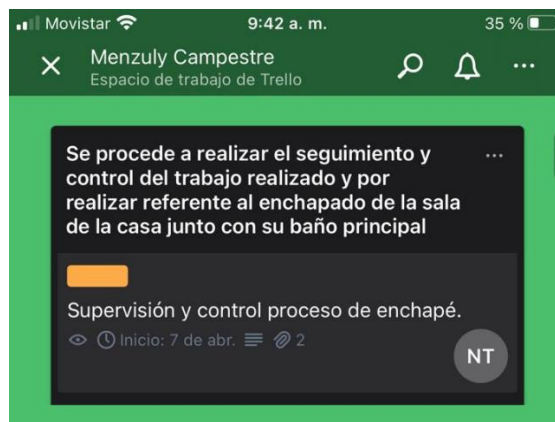 Movistar 9:42 a. m. 35 %
Menzuly Campestre
Espacio de trabajo de Trello
Se procede a realizar el seguimiento y
control del trabajo realizado y por
realizar referente al enchapado de la sala
de la casa junto con su baño principal
Supervisión y control proceso de enchapé.
Inicio: 7 de abr. 2
NT